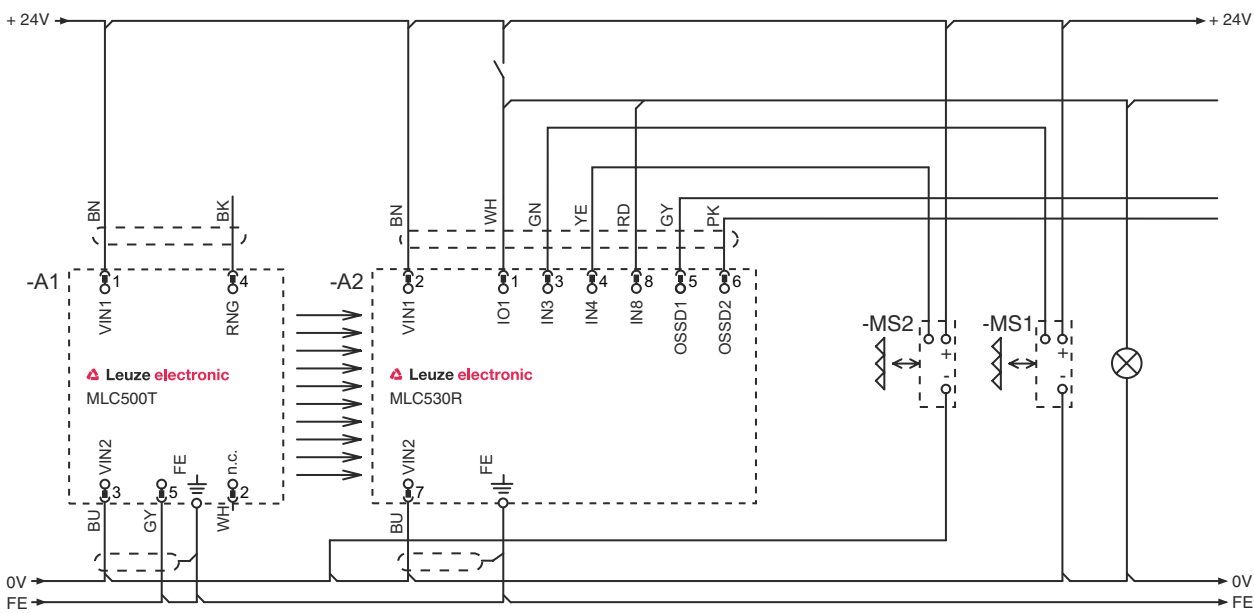 + 24V
+ 24V
BN
BK
BN
WH
GN
YE
RD
GY
PK
-A1
1
4
-A2
2
1
3
4
8
5
6
VIN1
RNG
VIN1
IO1
IN3
IN4
IN8
OSSD1
OSSD2
-MS2
-MS1
+
+
-
-
Leuze electronic
MLC500T
Leuze electronic
MLC530R
VIN2
FE
n.c.
VIN2
FE
3
5
2
7
BU
GY
WH
BU
0V
0V
FE
FE